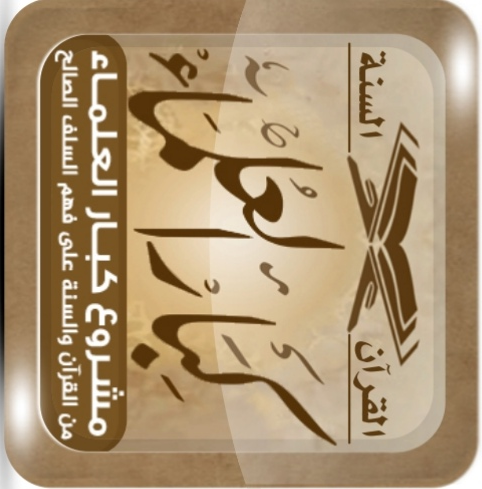 القرآن السنة
كبار العلماء
مشروع كبار العلماء
من القرآن والسنة على فهم السلف الصالح